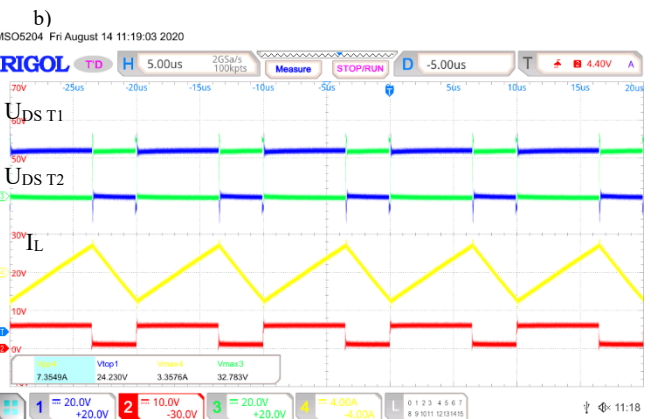 b)
MSO5204 Fri August 14 11:19:03 2020
RIGOL T'D H 5.00us 2GSa/s 100kpts Measure STOP/RUN D -5.00us T 2 4.40V A
70V -25us -20us -15us -10us -5us T 5us 10us 15us 20us
60V
UDS T1
50V
UDS T2
30V
IL
20V
10V
0V
Vtop1 Vmax4 Vmax3
7.3549A 24.230V 3.3576A 32.783V
1 20.0V +20.0V 2 10.0V -30.0V 3 20.0V +20.0V 4 4.00A -4.00A L 0 1 2 3 4 5 6 7 8 9 10 11 12 13 14 15 11:18